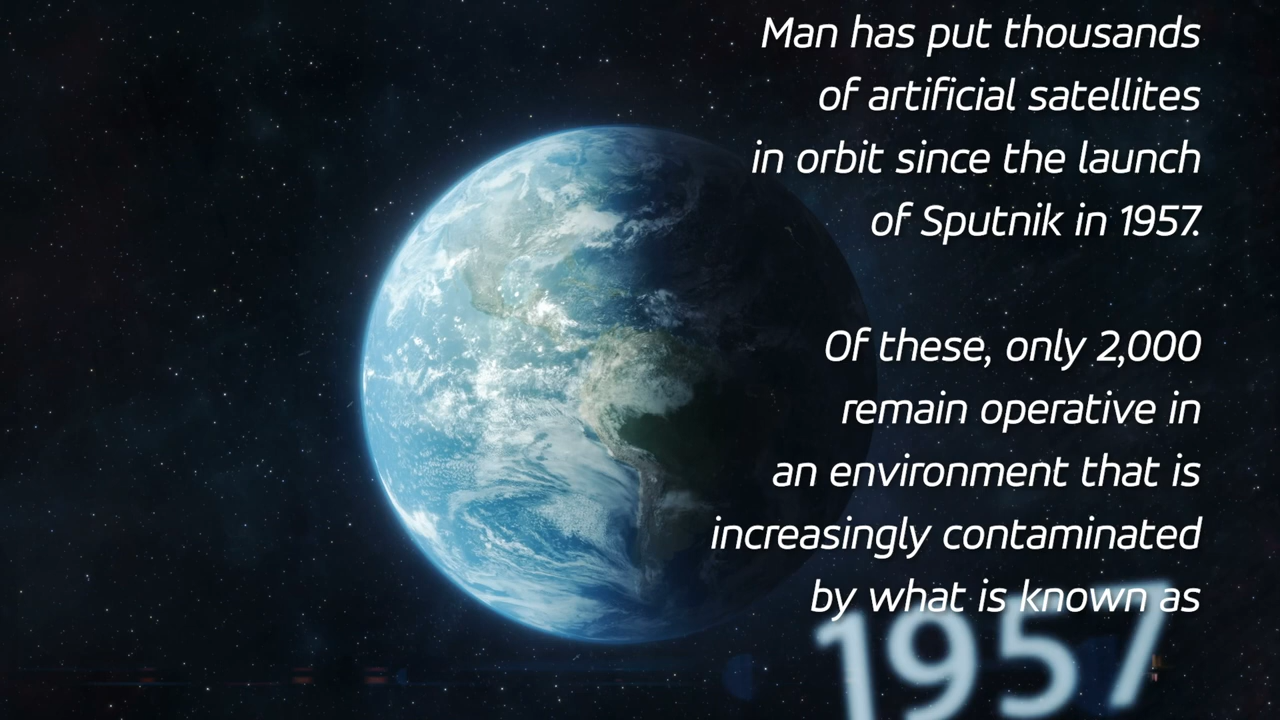 Man has put thousands
of artificial satellites
in orbit since the launch
of Sputnik in 1957.
Of these, only 2,000
remain operative in
an environment that is
increasingly contaminated
by what is known as
1957